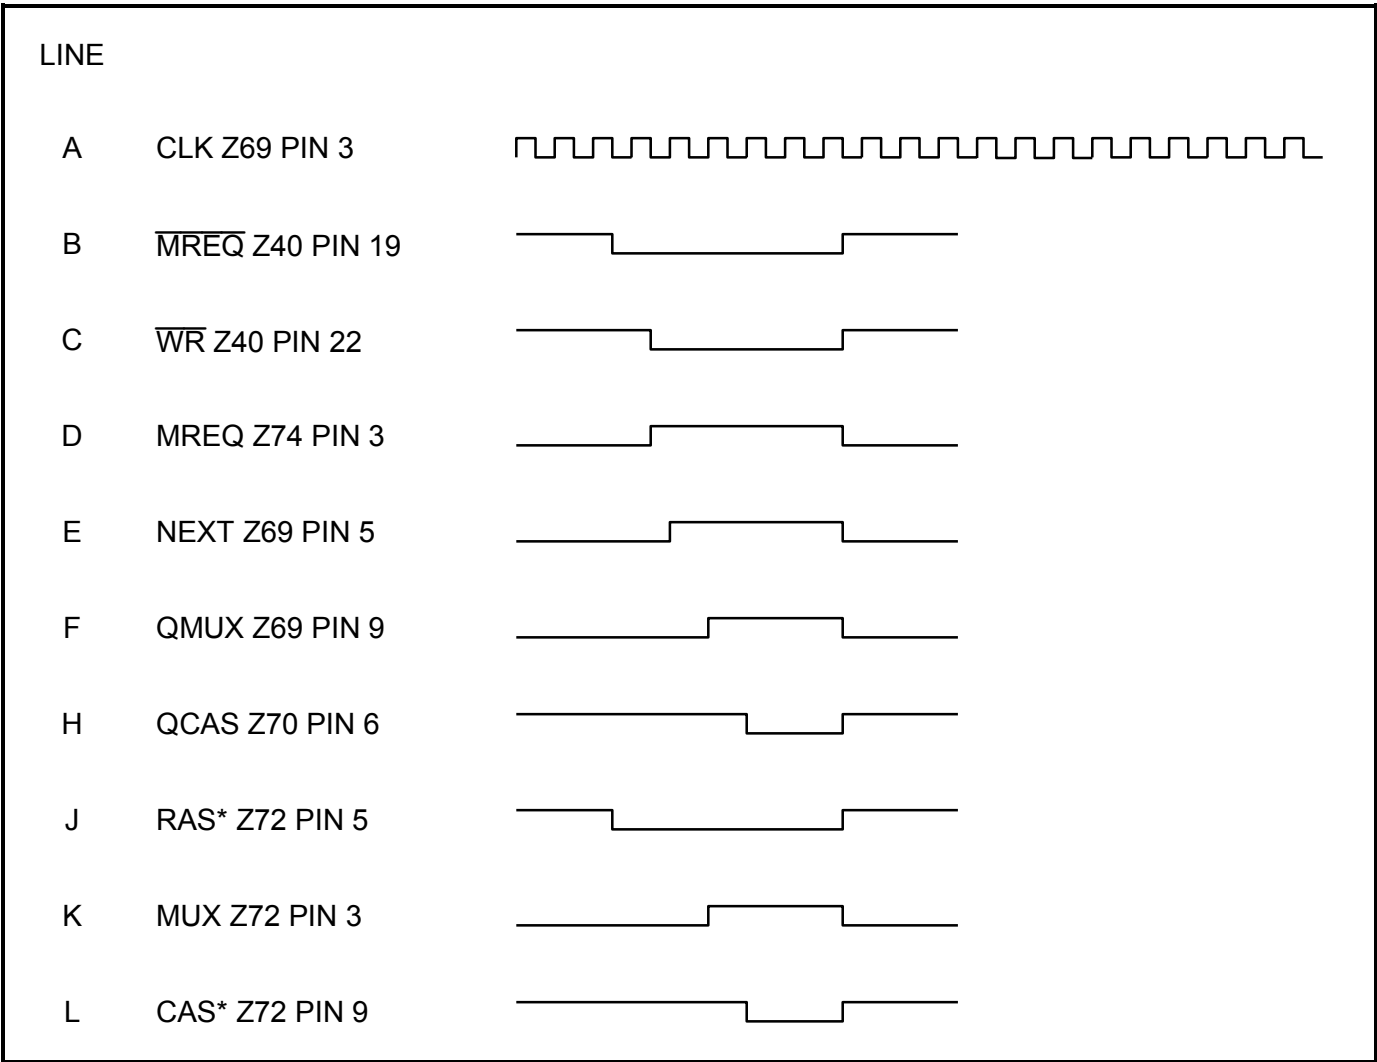 LINE
A CLK Z69 PIN 3
B M̅R̅E̅Q̅ Z40 PIN 19
C W̅R̅ Z40 PIN 22
D MREQ Z74 PIN 3
E NEXT Z69 PIN 5
F QMUX Z69 PIN 9
H QCAS Z70 PIN 6
J RAS* Z72 PIN 5
K MUX Z72 PIN 3
L CAS* Z72 PIN 9